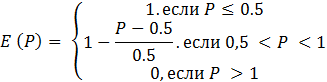 1.если P ≤ 0.5
E (P) = { 1 − (P − 0.5)/0.5 . если 0,5 < P < 1
0, если P > 1